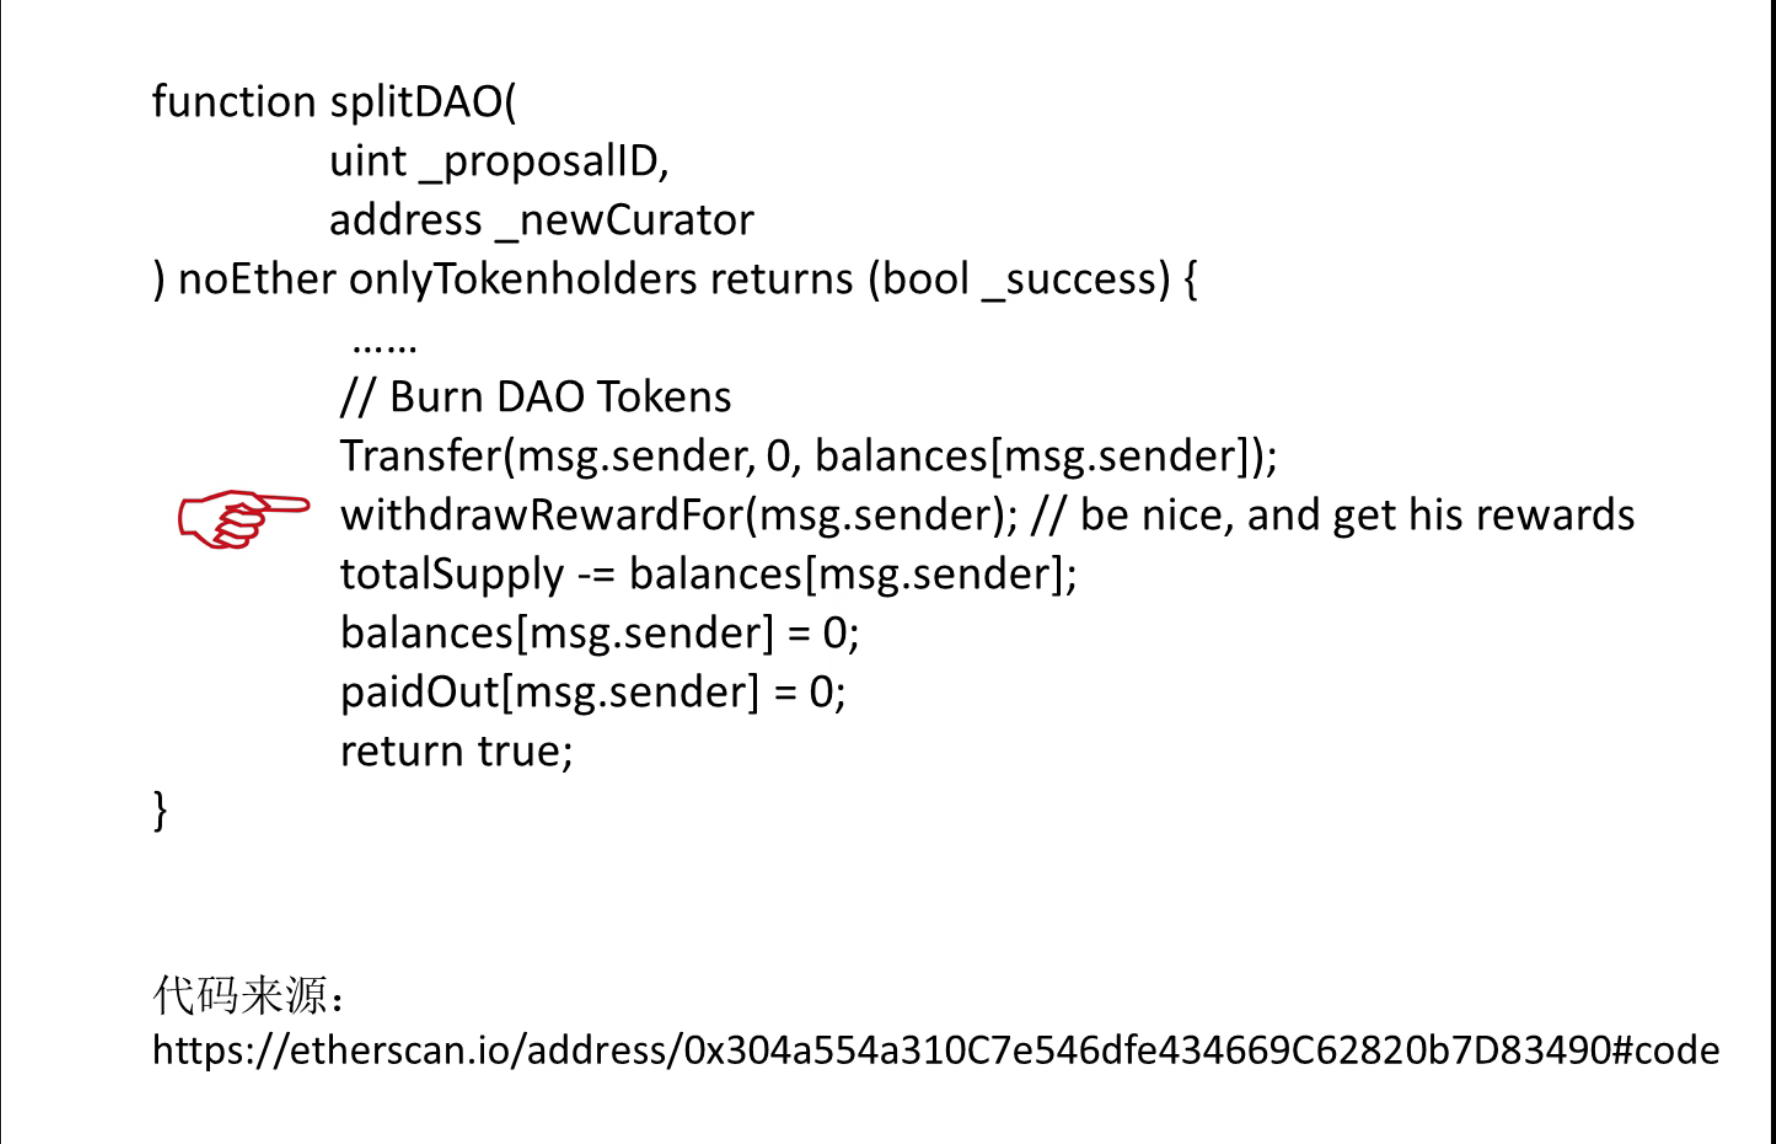 function splitDAO(
uint _proposalID,
address _newCurator
) noEther onlyTokenholders returns (bool _success) {
……
// Burn DAO Tokens
Transfer(msg.sender, 0, balances[msg.sender]);
withdrawRewardFor(msg.sender); // be nice, and get his rewards
totalSupply -= balances[msg.sender];
balances[msg.sender] = 0;
paidOut[msg.sender] = 0;
return true;
}
代码来源：
https://etherscan.io/address/0x304a554a310C7e546dfe434669C62820b7D83490#code